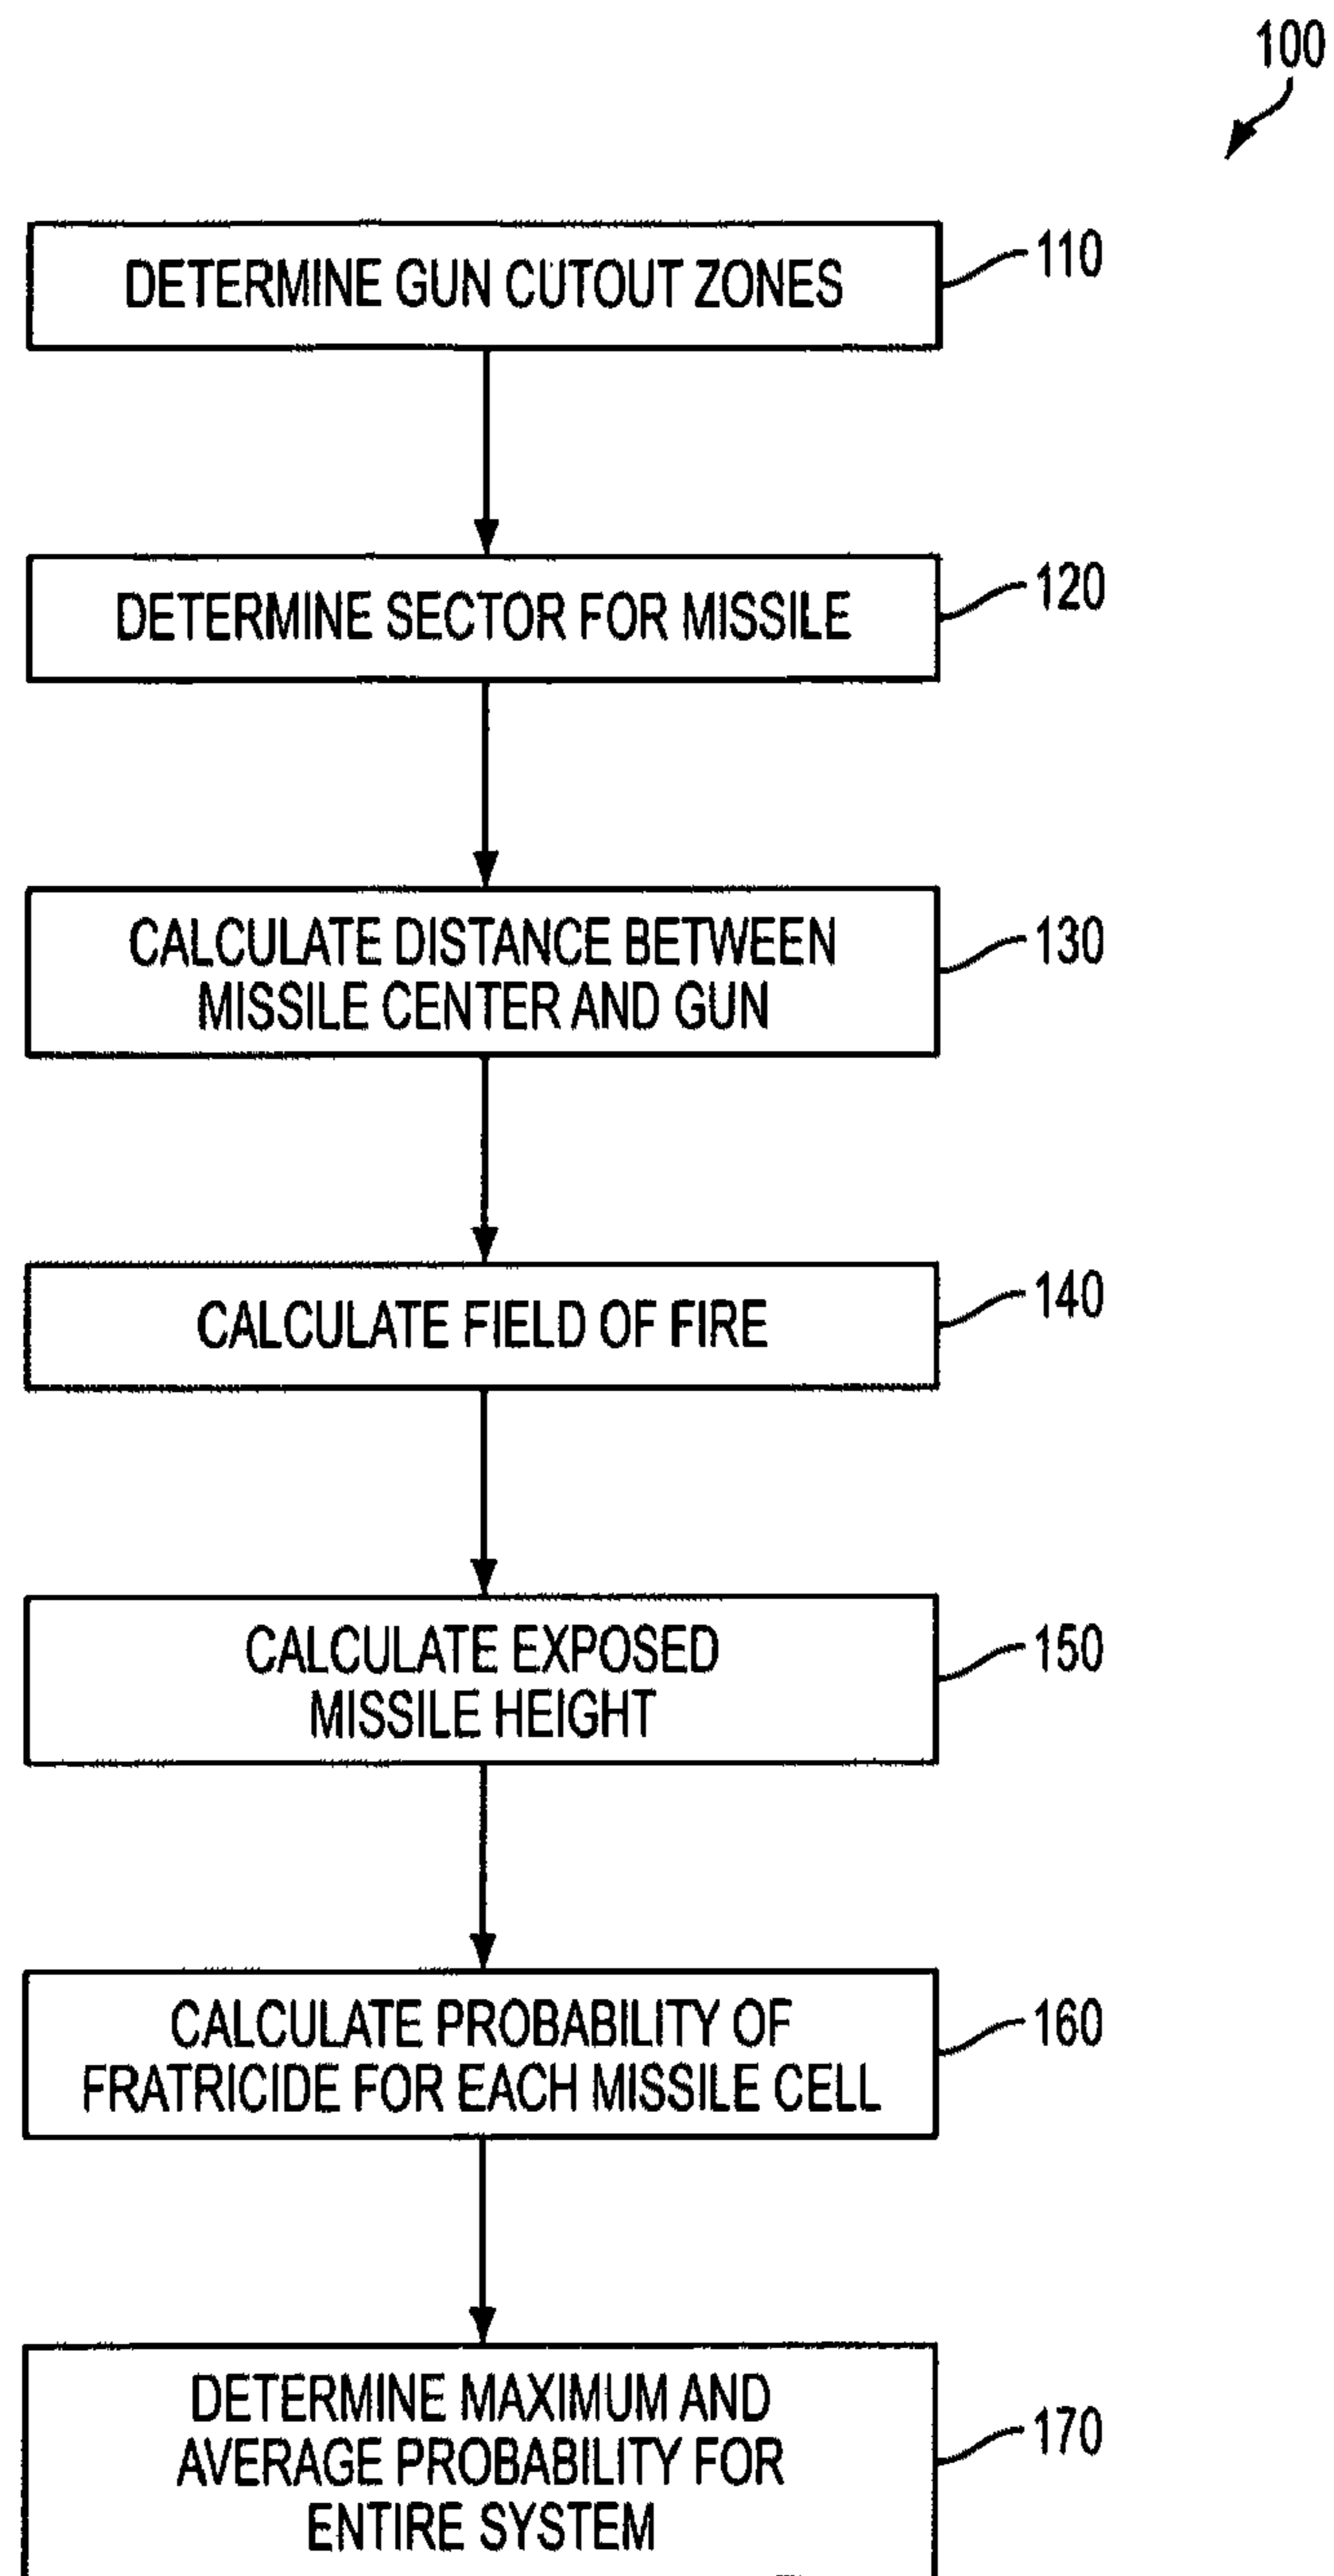 100
DETERMINE GUN CUTOUT ZONES
110
DETERMINE SECTOR FOR MISSILE
120
CALCULATE DISTANCE BETWEEN
MISSILE CENTER AND GUN
130
CALCULATE FIELD OF FIRE
140
CALCULATE EXPOSED
MISSILE HEIGHT
150
CALCULATE PROBABILITY OF
FRATRICIDE FOR EACH MISSILE CELL
160
DETERMINE MAXIMUM AND
AVERAGE PROBABILITY FOR
ENTIRE SYSTEM
170